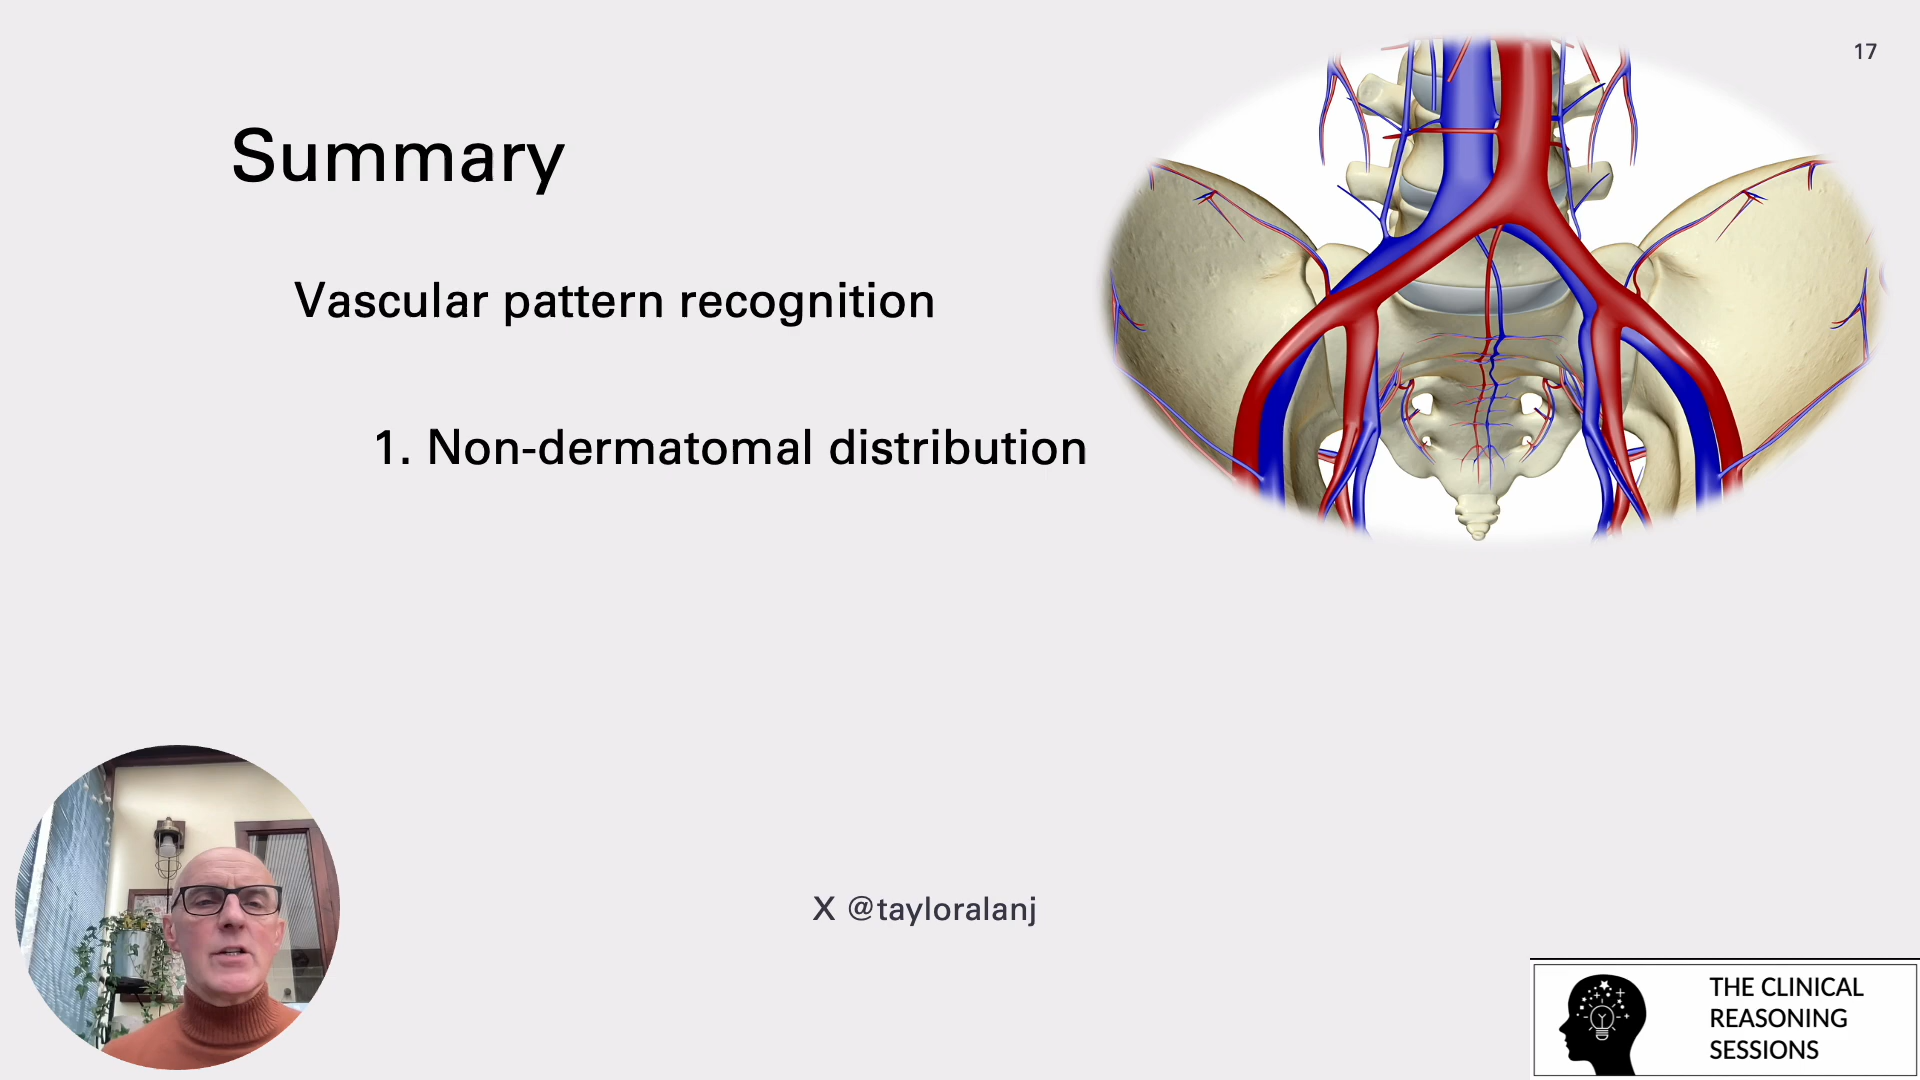 17
Summary
Vascular pattern recognition
1. Non-dermatomal distribution
X @tayloralanj
THE CLINICAL
REASONING
SESSIONS